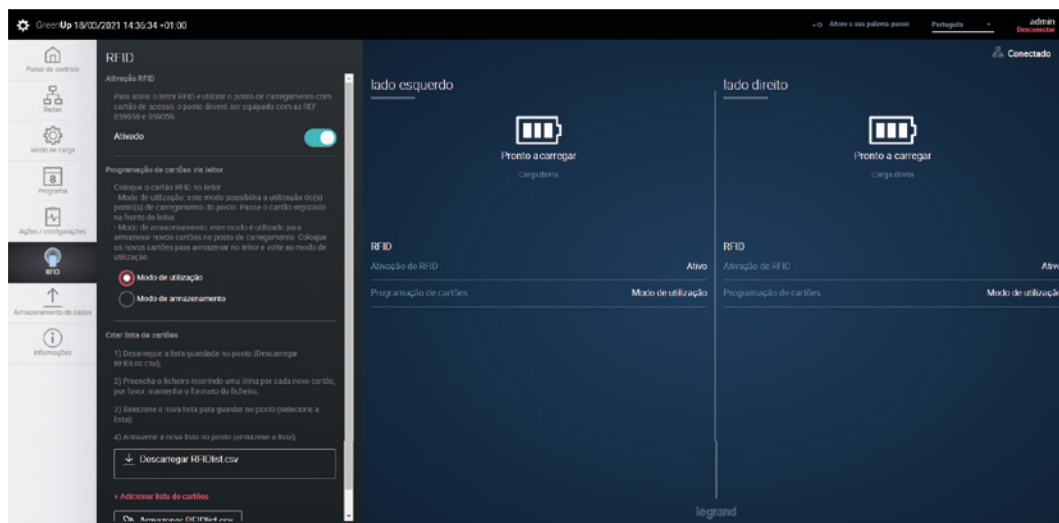 GreenUp 18/03/2021 14:35:34 +01:00
Altere a sua palavra passe
Português
admin
Desconectar
Conectado
Painel de controlo
Redes
Modo de carga
Programa
Ações / configurações
RFID
Armazenamento de dados
Informações
RFID
Ativação RFID
Para ativar o leitor RFID e utilizar o posto de carregamento com
cartão de acesso, o posto deverá ser equipado com as REF
059056 e 059059.
Ativado
Programação de cartões via leitor
Coloque o cartão RFID no leitor
- Modo de utilização: este modo possibilita a utilização do(s)
ponto(s) de carregamento do posto. Passe o cartão registado
na frente do leitor.
- Modo de armazenamento: este modo é utilizado para
armazenar novos cartões no posto de carregamento. Coloque
os novos cartões para armazenar no leitor e volte ao modo de
utilização.
Modo de utilização
Modo de armazenamento
Criar lista de cartões
1) Descarregue a lista guardade no posto (Descarregar
RFIDList.csv);
2) Preencha o ficheiro inserindo uma linha por cada novo cartão,
por favor, mantenha o formato do ficheiro;
3) Selecione a nova lista para guardar no posto (selecione a
lista);
4) Armazene a nova lista no posto (armazene a lista);
Descarregar RFIDlist.csv
+ Adicionar lista de cartões
Armazenar RFIDlist.csv
lado esquerdo
Pronto a carregar
Carga direta
RFID
Ativação de RFID Ativo
Programação de cartões Modo de utilização
lado direito
Pronto a carregar
Carga direta
RFID
Ativação de RFID Ativo
Programação de cartões Modo de utilizaçã
legrand